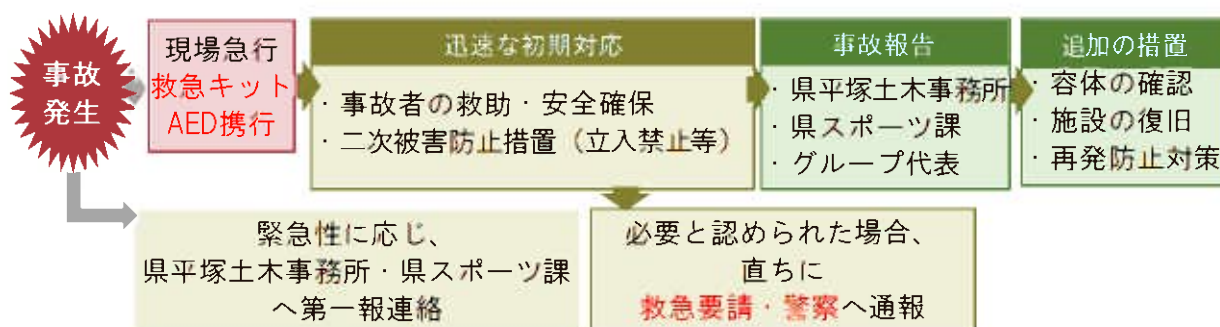 事故
発生
現場急行
救急キット
AED携行
迅速な初期対応
・事故者の救助・安全確保
・二次被害防止措置（立入禁止等）
事故報告
・県平塚土木事務所
・県スポーツ課
・グループ代表
追加の措置
・容体の確認
・施設の復旧
・再発防止対策
緊急性に応じ、
県平塚土木事務所・県スポーツ課
へ第一報連絡
必要と認められた場合、
直ちに
救急要請・警察へ通報